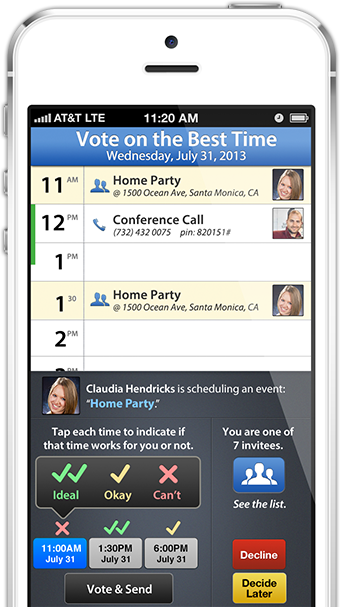 AT&T LTE 11:20 AM
Vote on the Best Time
Wednesday, July 31, 2013
11 AM
Home Party
@ 1500 Ocean Ave, Santa Monica, CA
12 PM
Conference Call
(732) 432 0075 pin: 820151#
1 PM
1 30
Home Party
@ 1500 Ocean Ave, Santa Monica, CA
2 PM
Claudia Hendricks is scheduling an event:
“Home Party.”
Tap each time to indicate if
that time works for you or not.
Ideal Okay Can't
11:00AM
July 31
1:30PM
July 31
6:00PM
July 31
Vote & Send
You are one of
7 invitees.
See the list.
Decline
Decide
Later